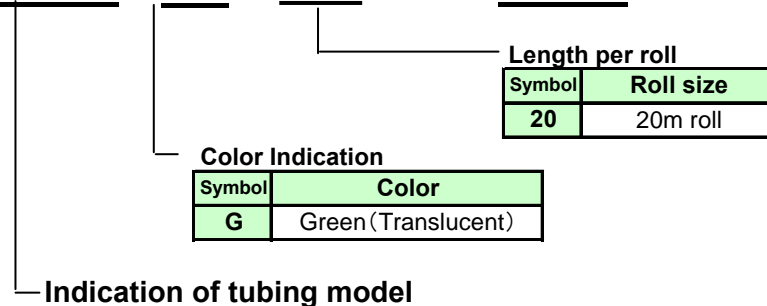 Length per roll
Symbol Roll size
20 20m roll
Color Indication
Symbol Color
G Green（Translucent）
Indication of tubing model